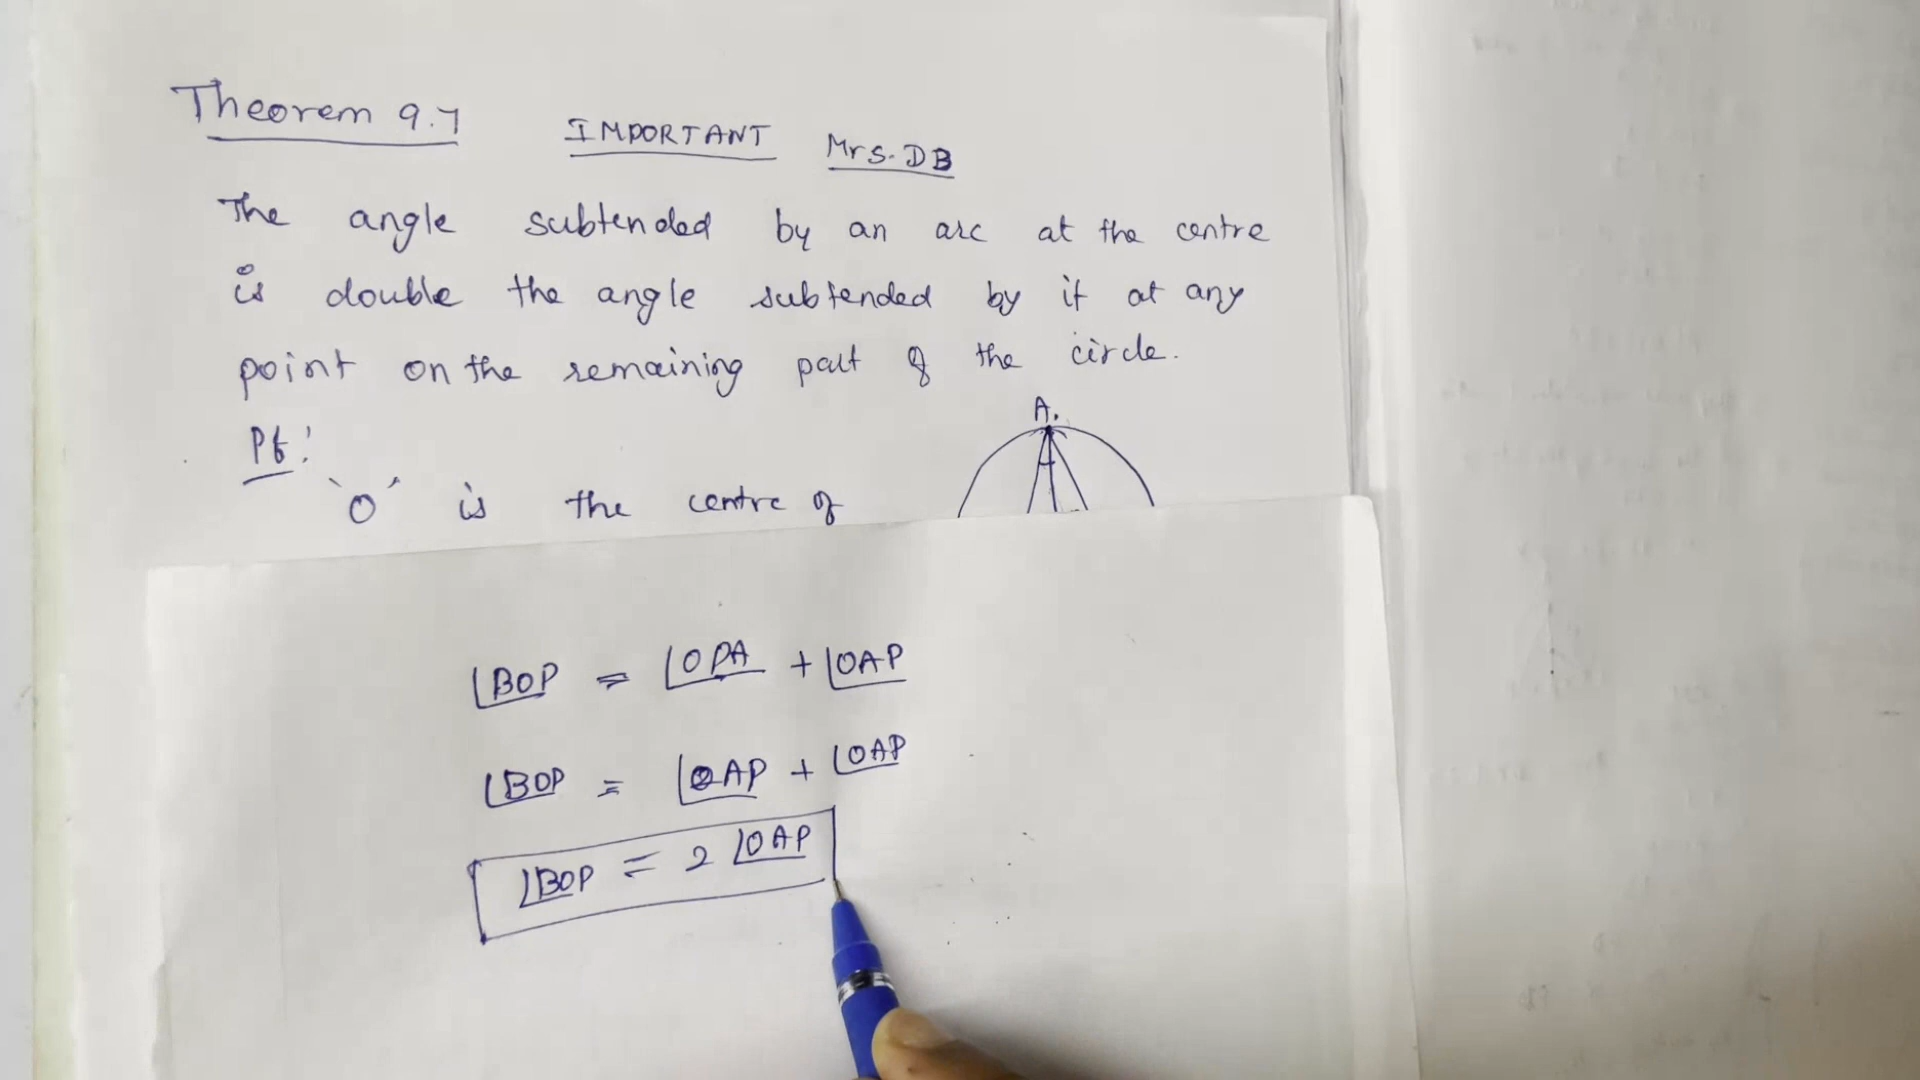 Theorem 9.7 IMPORTANT Mrs. DB
The angle subtended by an arc at the centre
is double the angle subtended by it at any
point on the remaining part of the circle.
Pf:
A.
'O' is the centre of
∠BOP = ∠OPA + ∠OAP
∠BOP = ∠OAP + ∠OAP
∠BOP = 2 ∠OAP